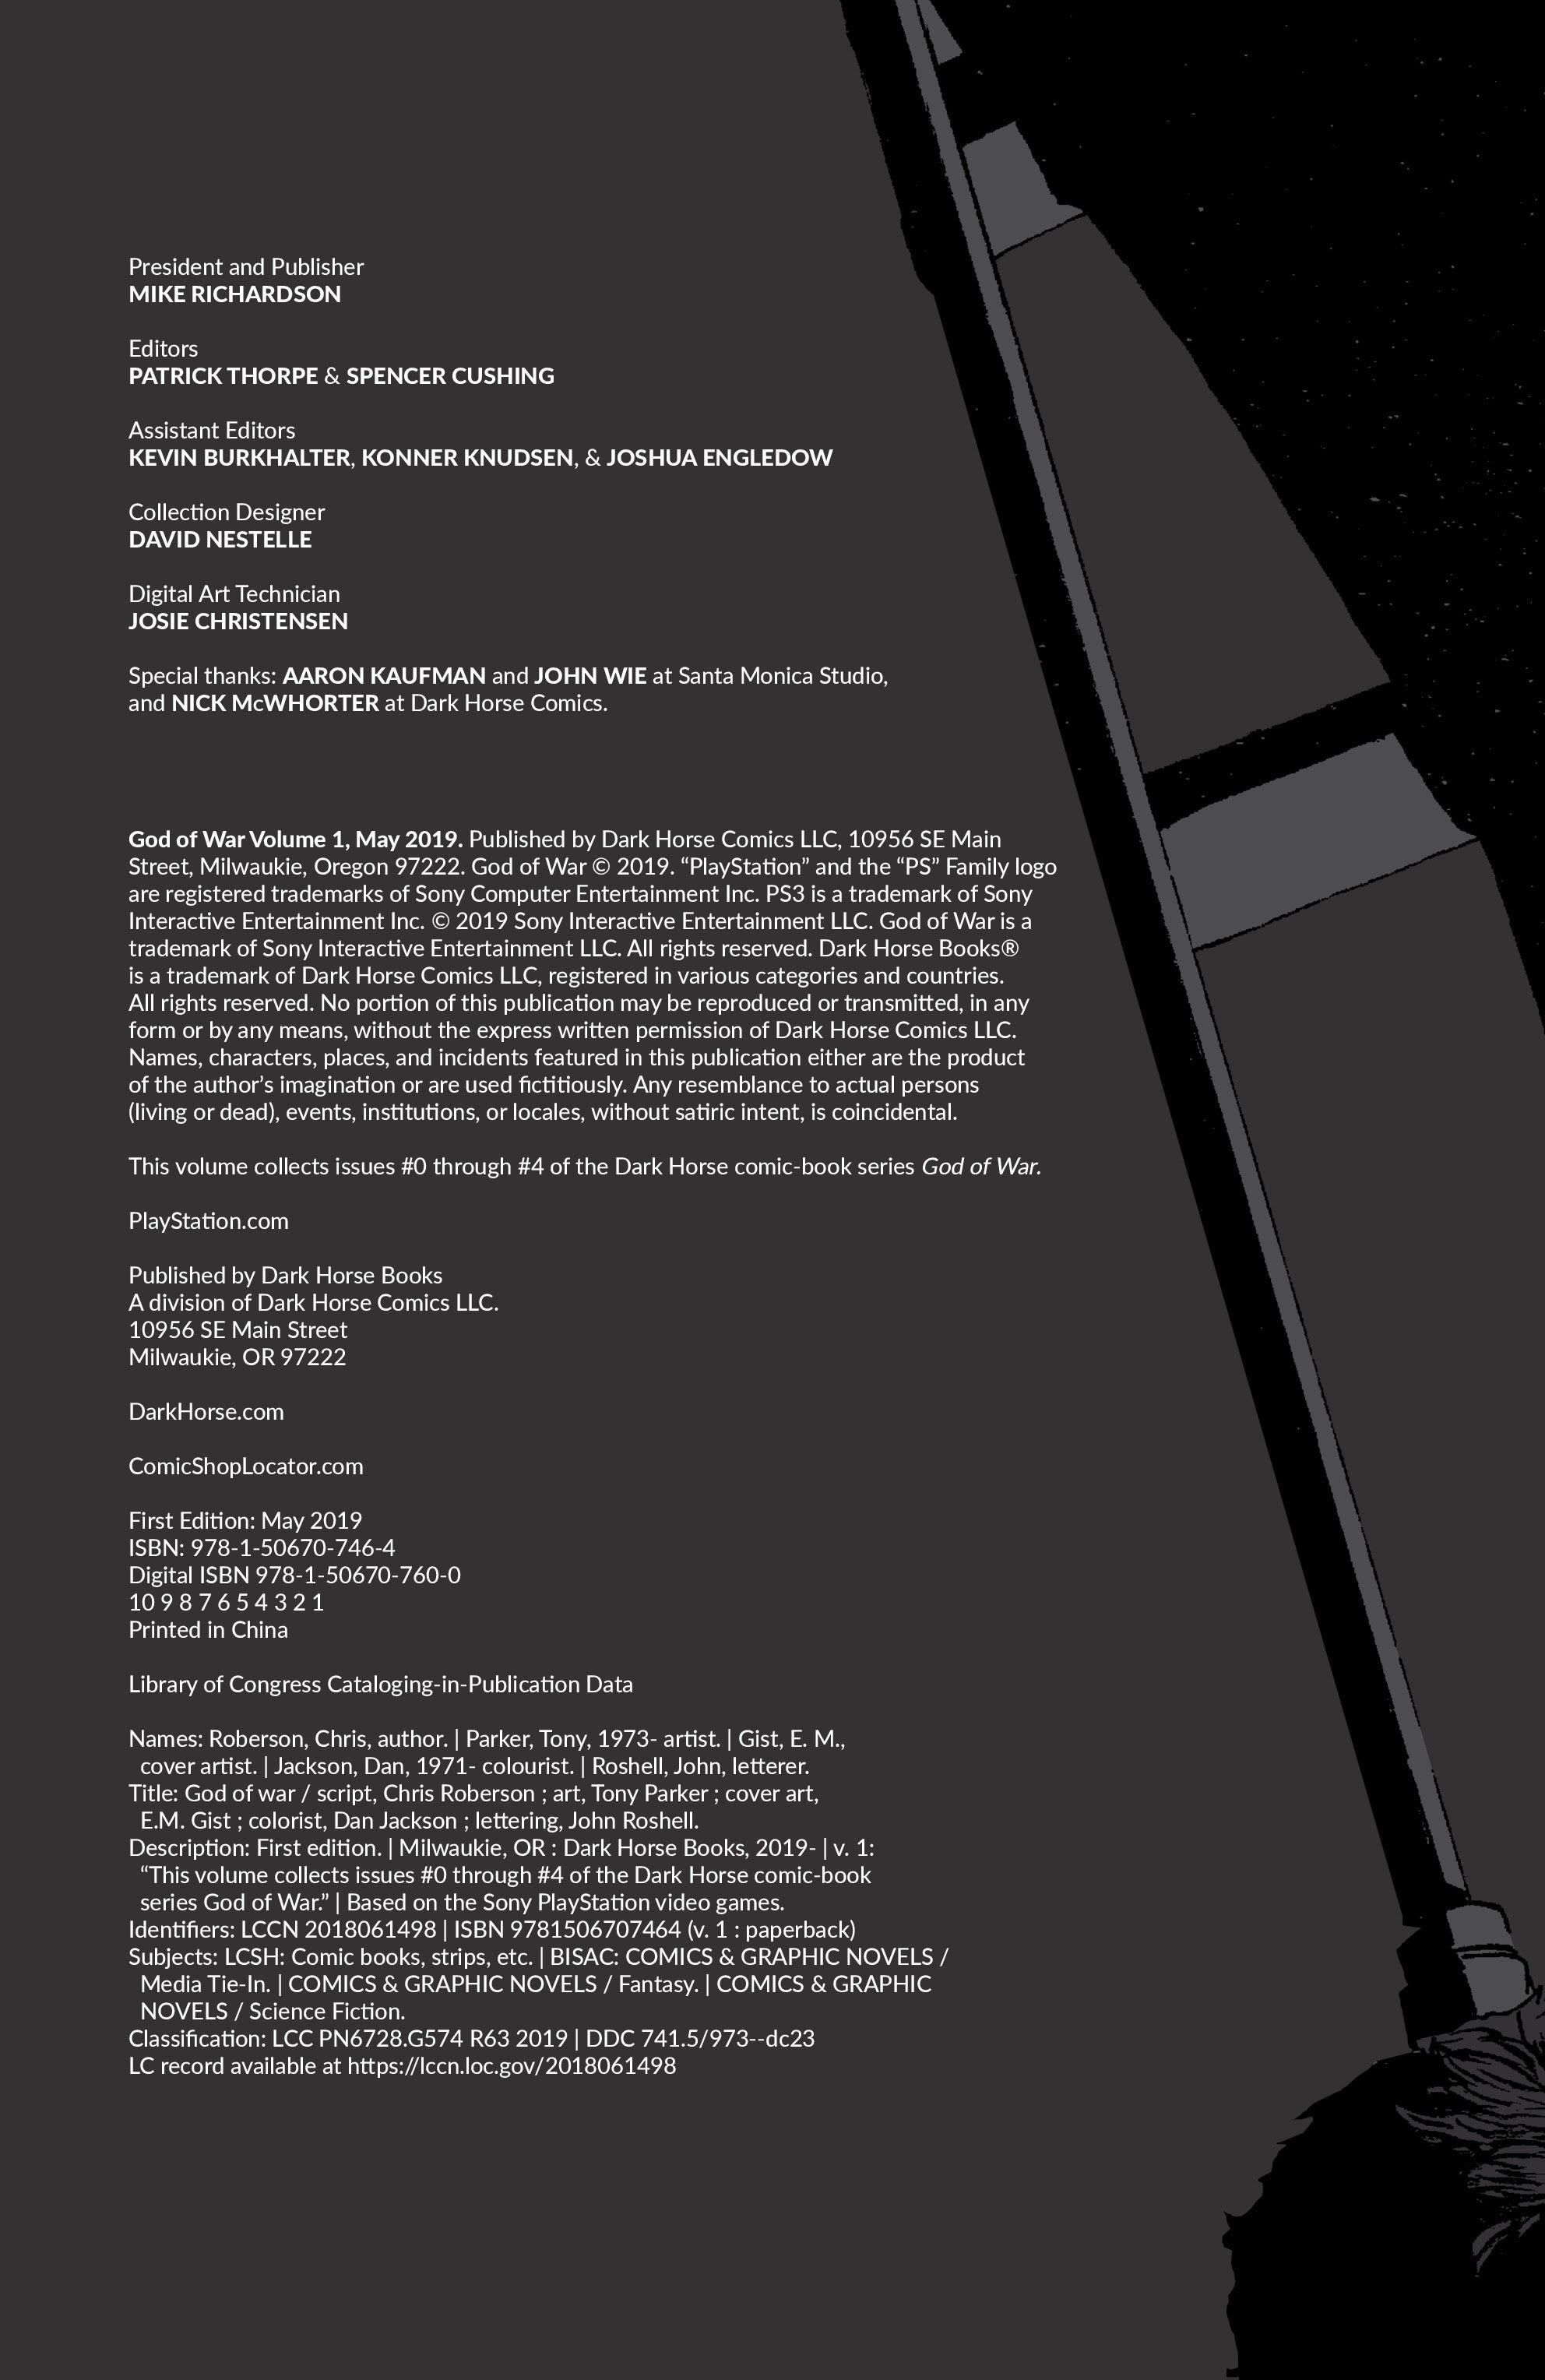 President and Publisher
MIKE RICHARDSON
Editors
PATRICK THORPE & SPENCER CUSHING
Assistant Editors
KEVIN BURKHALTER, KONNER KNUDSEN, & JOSHUA ENGLEDOW
Collection Designer
DAVID NESTELLE
Digital Art Technician
JOSIE CHRISTENSEN
Special thanks: AARON KAUFMAN and JOHN WIE at Santa Monica Studio,
and NICK McWHORTER at Dark Horse Comics.
God of War Volume 1, May 2019. Published by Dark Horse Comics LLC, 10956 SE Main
Street, Milwaukie, Oregon 97222. God of War © 2019. “PlayStation” and the “PS” Family logo
are registered trademarks of Sony Computer Entertainment Inc. PS3 is a trademark of Sony
Interactive Entertainment Inc. © 2019 Sony Interactive Entertainment LLC. God of War is a
trademark of Sony Interactive Entertainment LLC. All rights reserved. Dark Horse Books®
is a trademark of Dark Horse Comics LLC, registered in various categories and countries.
All rights reserved. No portion of this publication may be reproduced or transmitted, in any
form or by any means, without the express written permission of Dark Horse Comics LLC.
Names, characters, places, and incidents featured in this publication either are the product
of the author’s imagination or are used fictitiously. Any resemblance to actual persons
(living or dead), events, institutions, or locales, without satiric intent, is coincidental.
This volume collects issues #0 through #4 of the Dark Horse comic-book series God of War.
PlayStation.com
Published by Dark Horse Books
A division of Dark Horse Comics LLC.
10956 SE Main Street
Milwaukie, OR 97222
DarkHorse.com
ComicShopLocator.com
First Edition: May 2019
ISBN: 978-1-50670-746-4
Digital ISBN 978-1-50670-760-0
10 9 8 7 6 5 4 3 2 1
Printed in China
Library of Congress Cataloging-in-Publication Data
Names: Roberson, Chris, author. | Parker, Tony, 1973- artist. | Gist, E. M.,
cover artist. | Jackson, Dan, 1971- colourist. | Roshell, John, letterer.
Title: God of war / script, Chris Roberson ; art, Tony Parker ; cover art,
E.M. Gist ; colorist, Dan Jackson ; lettering, John Roshell.
Description: First edition. | Milwaukie, OR : Dark Horse Books, 2019- | v. 1:
“This volume collects issues #0 through #4 of the Dark Horse comic-book
series God of War.” | Based on the Sony PlayStation video games.
Identifiers: LCCN 2018061498 | ISBN 9781506707464 (v. 1 : paperback)
Subjects: LCSH: Comic books, strips, etc. | BISAC: COMICS & GRAPHIC NOVELS /
Media Tie-In. | COMICS & GRAPHIC NOVELS / Fantasy. | COMICS & GRAPHIC
NOVELS / Science Fiction.
Classification: LCC PN6728.G574 R63 2019 | DDC 741.5/973--dc23
LC record available at https://lccn.loc.gov/2018061498